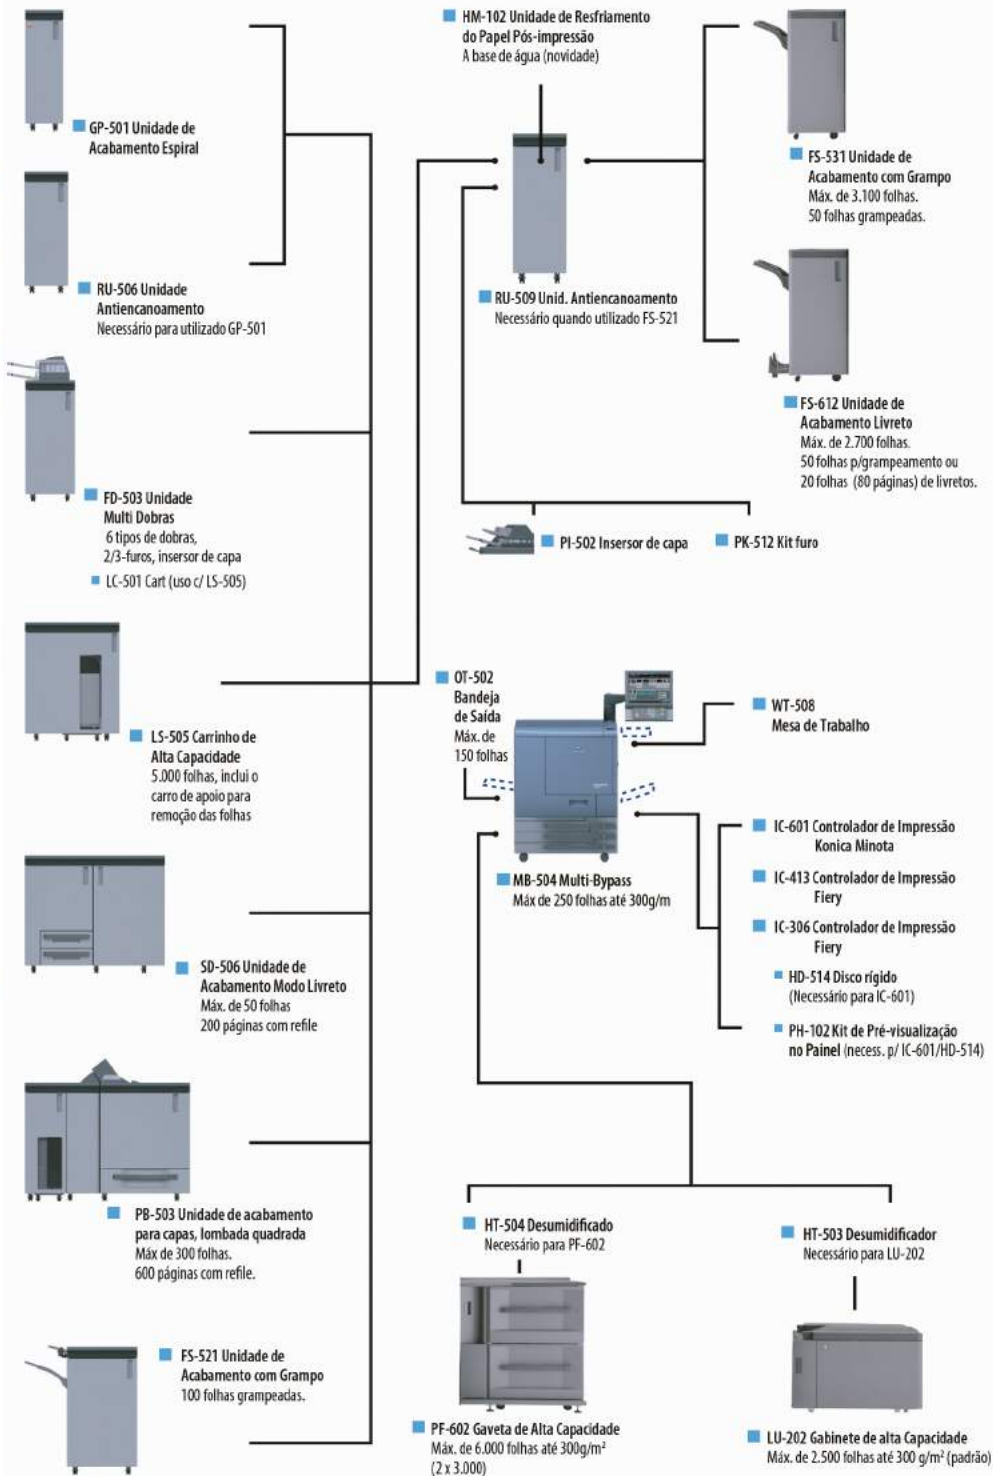 GP-501 Unidade de
Acabamento Espiral
RU-506 Unidade
Antiencanoamento
Necessário para utilizado GP-501
FD-503 Unidade
Multi Dobras
6 tipos de dobras,
2/3-furos, insersor de capa
LC-501 Cart (uso c/ LS-505)
LS-505 Carrinho de
Alta Capacidade
5.000 folhas, inclui o
carro de apoio para
remoção das folhas
SD-506 Unidade de
Acabamento Modo Livreto
Máx. de 50 folhas
200 páginas com refile
PB-503 Unidade de acabamento
para capas, lombada quadrada
Máx de 300 folhas.
600 páginas com refile.
FS-521 Unidade de
Acabamento com Grampo
100 folhas grampeadas.
HM-102 Unidade de Resfriamento
do Papel Pós-impressão
A base de água (novidade)
RU-509 Unid. Antiencanoamento
Necessário quando utilizado FS-521
FS-531 Unidade de
Acabamento com Grampo
Máx. de 3.100 folhas.
50 folhas grampeadas.
FS-612 Unidade de
Acabamento Livreto
Máx. de 2.700 folhas.
50 folhas p/grampeamento ou
20 folhas (80 páginas) de livretos.
PI-502 Insersor de capa
PK-512 Kit furo
OT-502
Bandeja
de Saída
Máx. de
150 folhas
MB-504 Multi-Bypass
Máx de 250 folhas até 300g/m
WT-508
Mesa de Trabalho
IC-601 Controlador de Impressão
Konica Minota
IC-413 Controlador de Impressão
Fiery
IC-306 Controlador de Impressão
Fiery
HD-514 Disco rígido
(Necessário para IC-601)
PH-102 Kit de Pré-visualização
no Painel (necess. p/ IC-601/HD-514)
HT-504 Desumidificado
Necessário para PF-602
PF-602 Gaveta de Alta Capacidade
Máx. de 6.000 folhas até 300g/m²
(2 x 3.000)
HT-503 Desumidificador
Necessário para LU-202
LU-202 Gabinete de alta Capacidade
Máx. de 2.500 folhas até 300 g/m² (padrão)